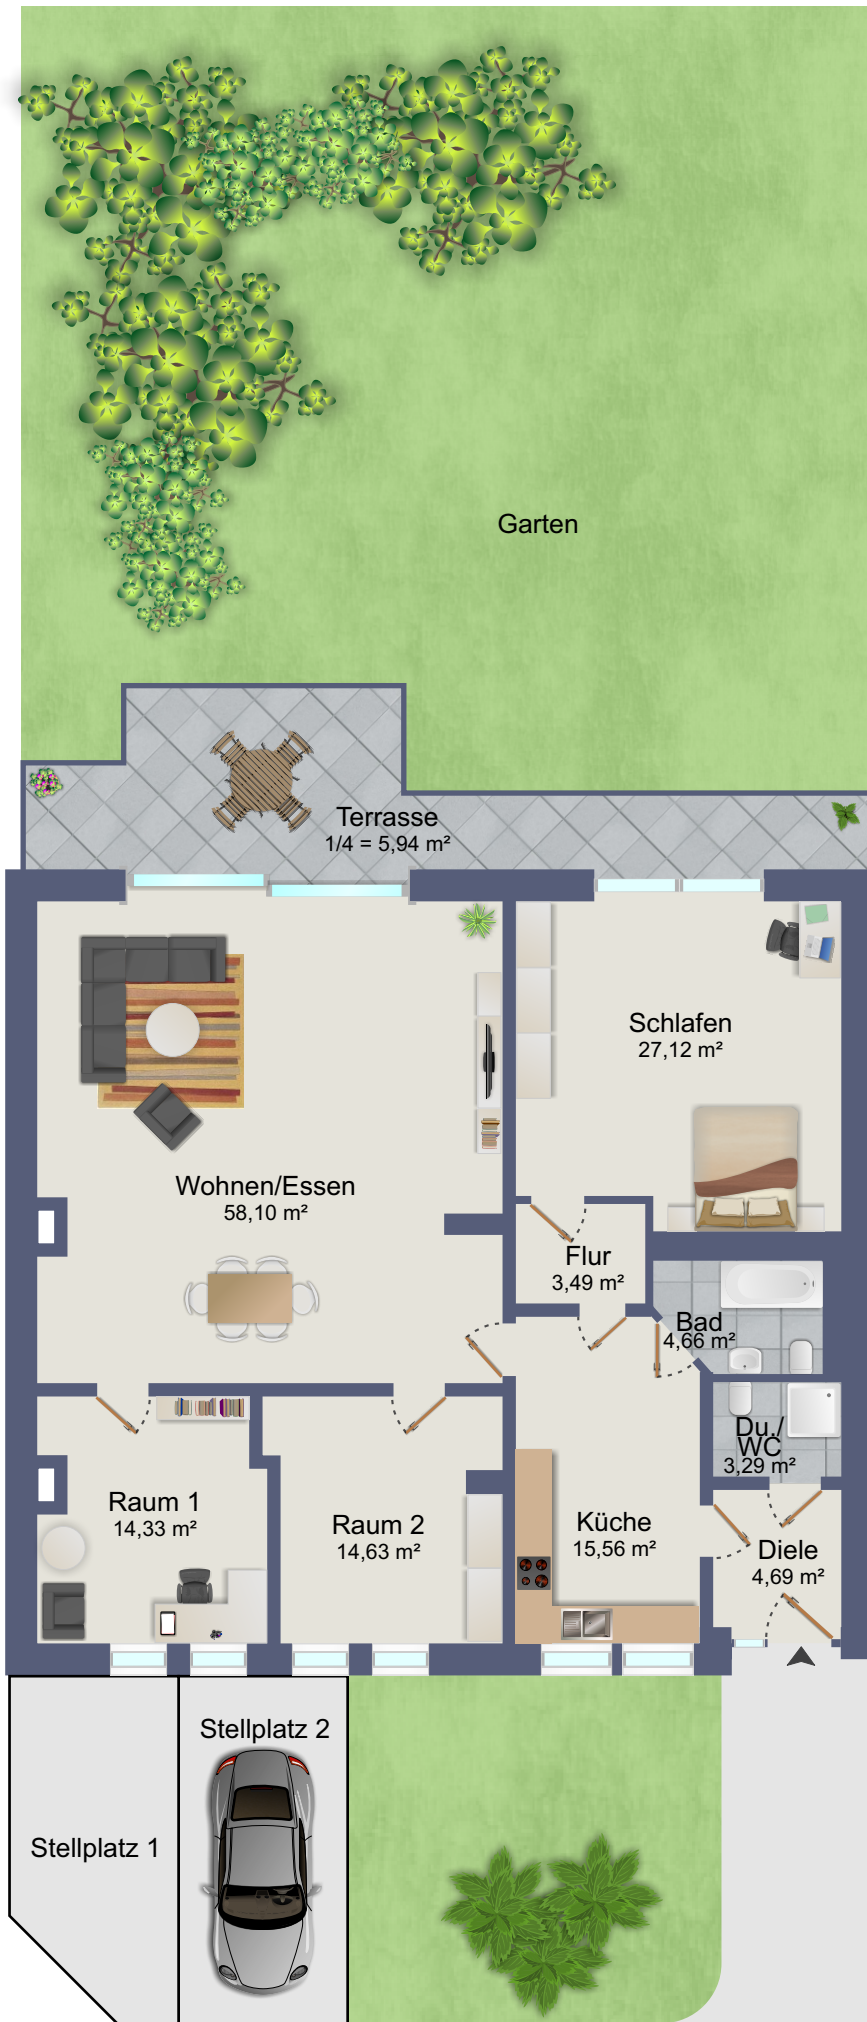 Garten
Terrasse
1/4 = 5,94 m²
Schlafen
27,12 m²
Wohnen/Essen
58,10 m²
Flur
3,49 m²
Bad
4,66 m²
Du./
WC
3,29 m²
Raum 1
14,33 m²
Raum 2
14,63 m²
Küche
15,56 m²
Diele
4,69 m²
Stellplatz 2
Stellplatz 1